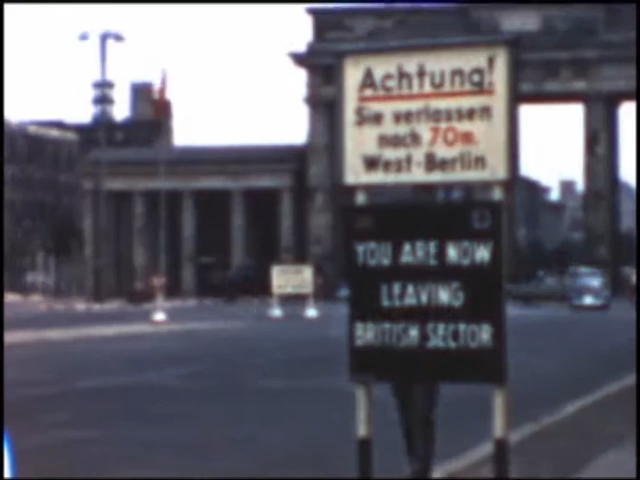 Achtung!
Sie verlassen
nach 70m.
West-Berlin
YOU ARE NOW
LEAVING
BRITISH SECTOR